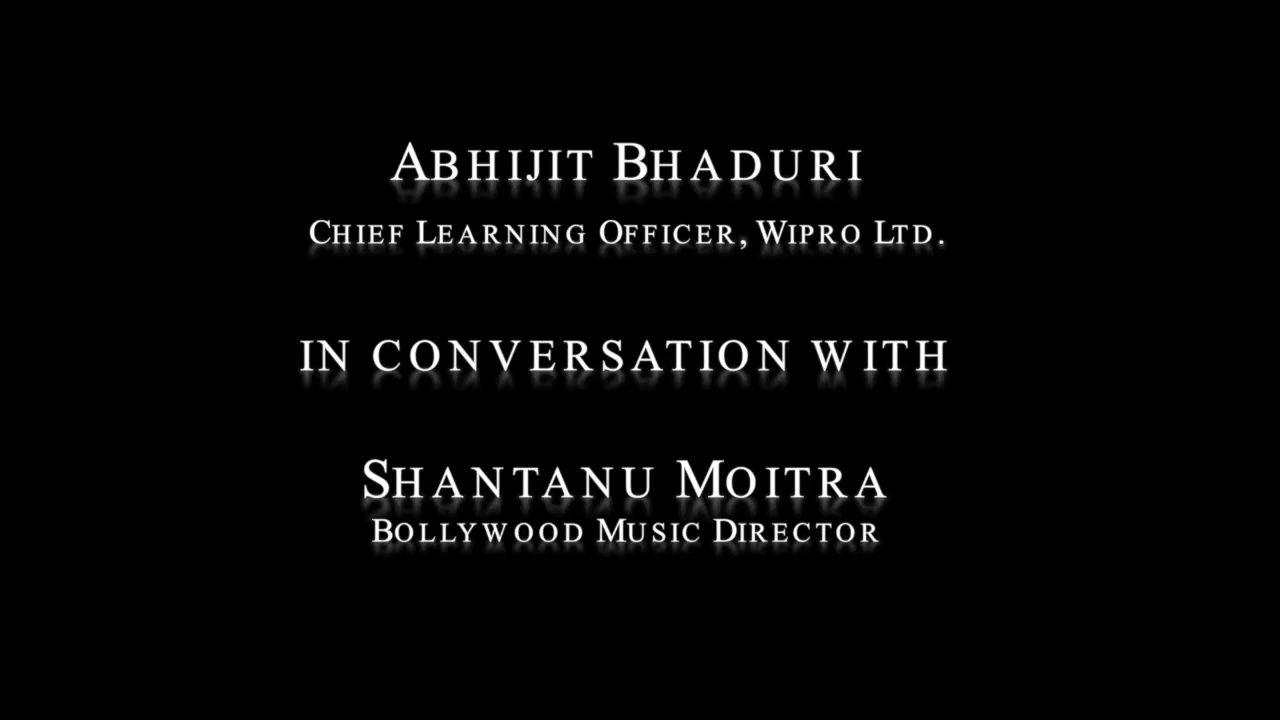 ABHIJIT BHADURI
CHIEF LEARNING OFFICER, WIPRO LTD.
IN CONVERSATION WITH
SHANTANU MOITRA
BOLLYWOOD MUSIC DIRECTOR